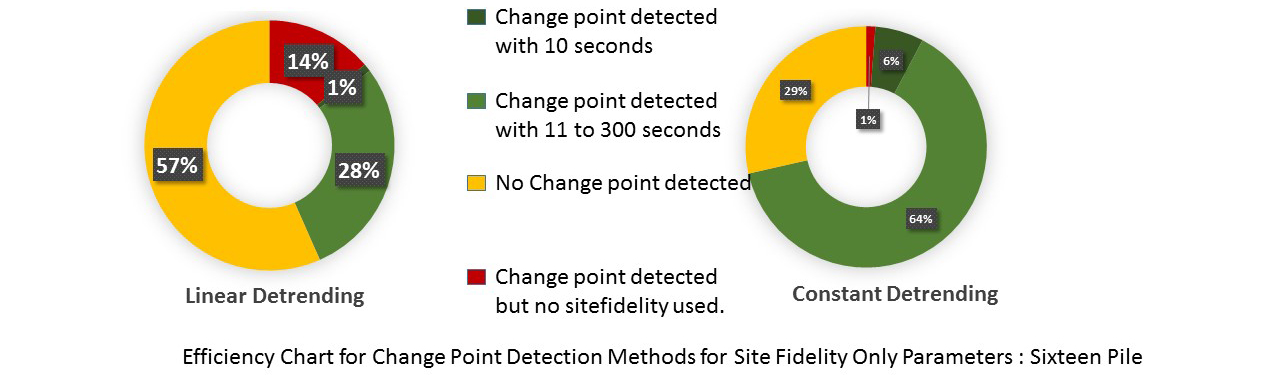 14%
1%
57%
28%
Linear Detrending
Change point detected
with 10 seconds
Change point detected
with 11 to 300 seconds
No Change point detected
Change point detected
but no sitefidelity used.
6%
29%
1%
64%
Constant Detrending
Efficiency Chart for Change Point Detection Methods for Site Fidelity Only Parameters : Sixteen Pile